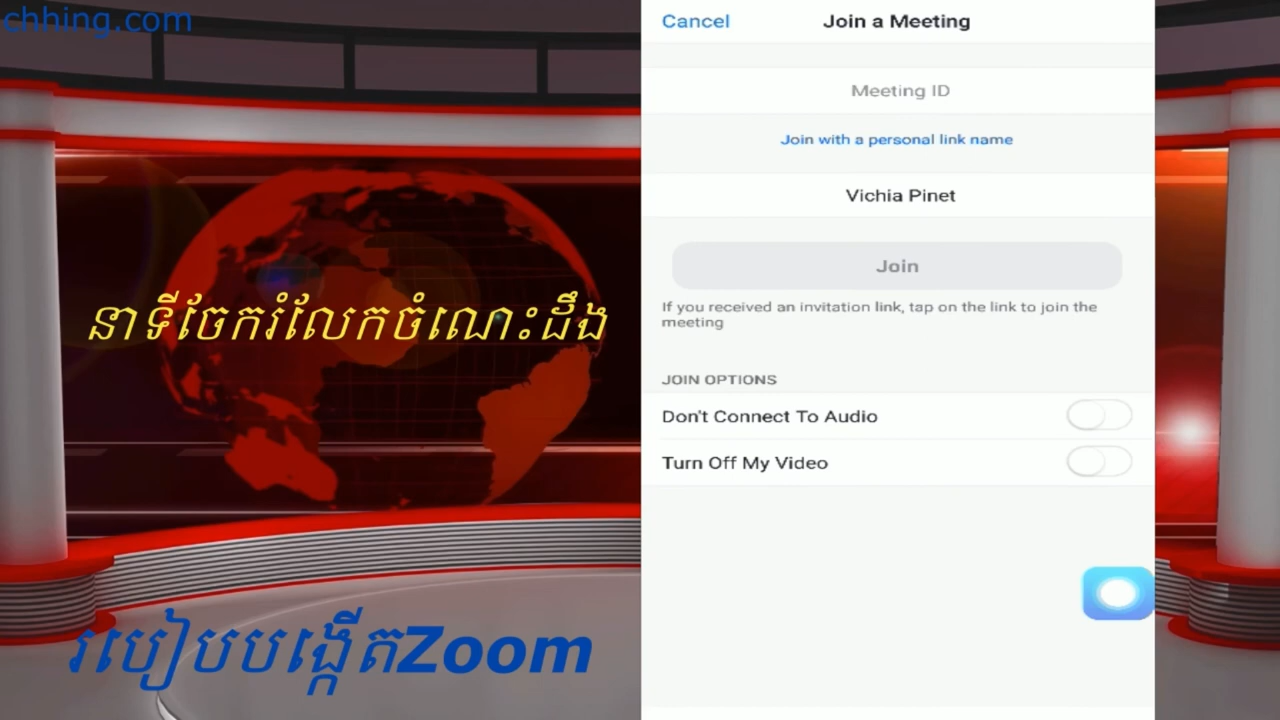 chhing.com
នាទីចែករំលែកចំណេះដឹង
របៀបបង្កើតZoom
Cancel
Join a Meeting
Meeting ID
Join with a personal link name
Vichia Pinet
Join
If you received an invitation link, tap on the link to join the
meeting
JOIN OPTIONS
Don't Connect To Audio
Turn Off My Video